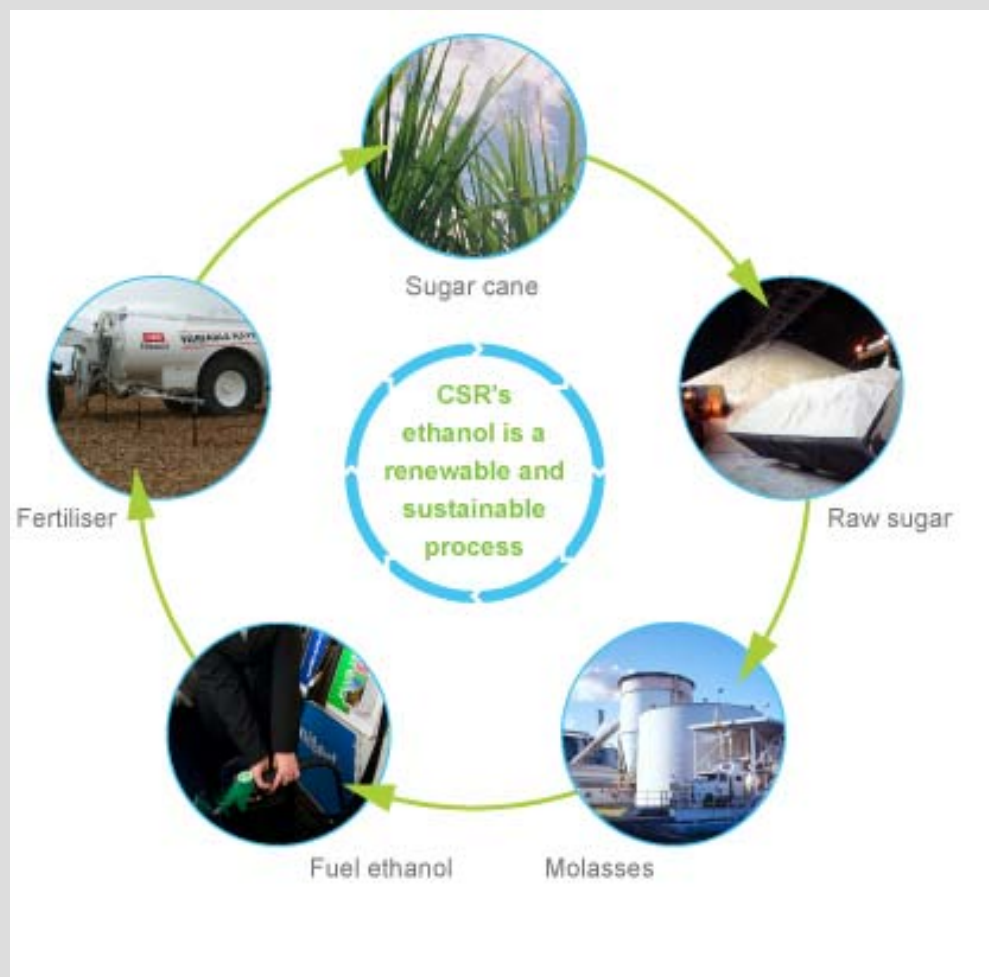 Sugar cane
CSR's
ethanol is a
renewable and
sustainable
process
Fertiliser
Raw sugar
Fuel ethanol
Molasses